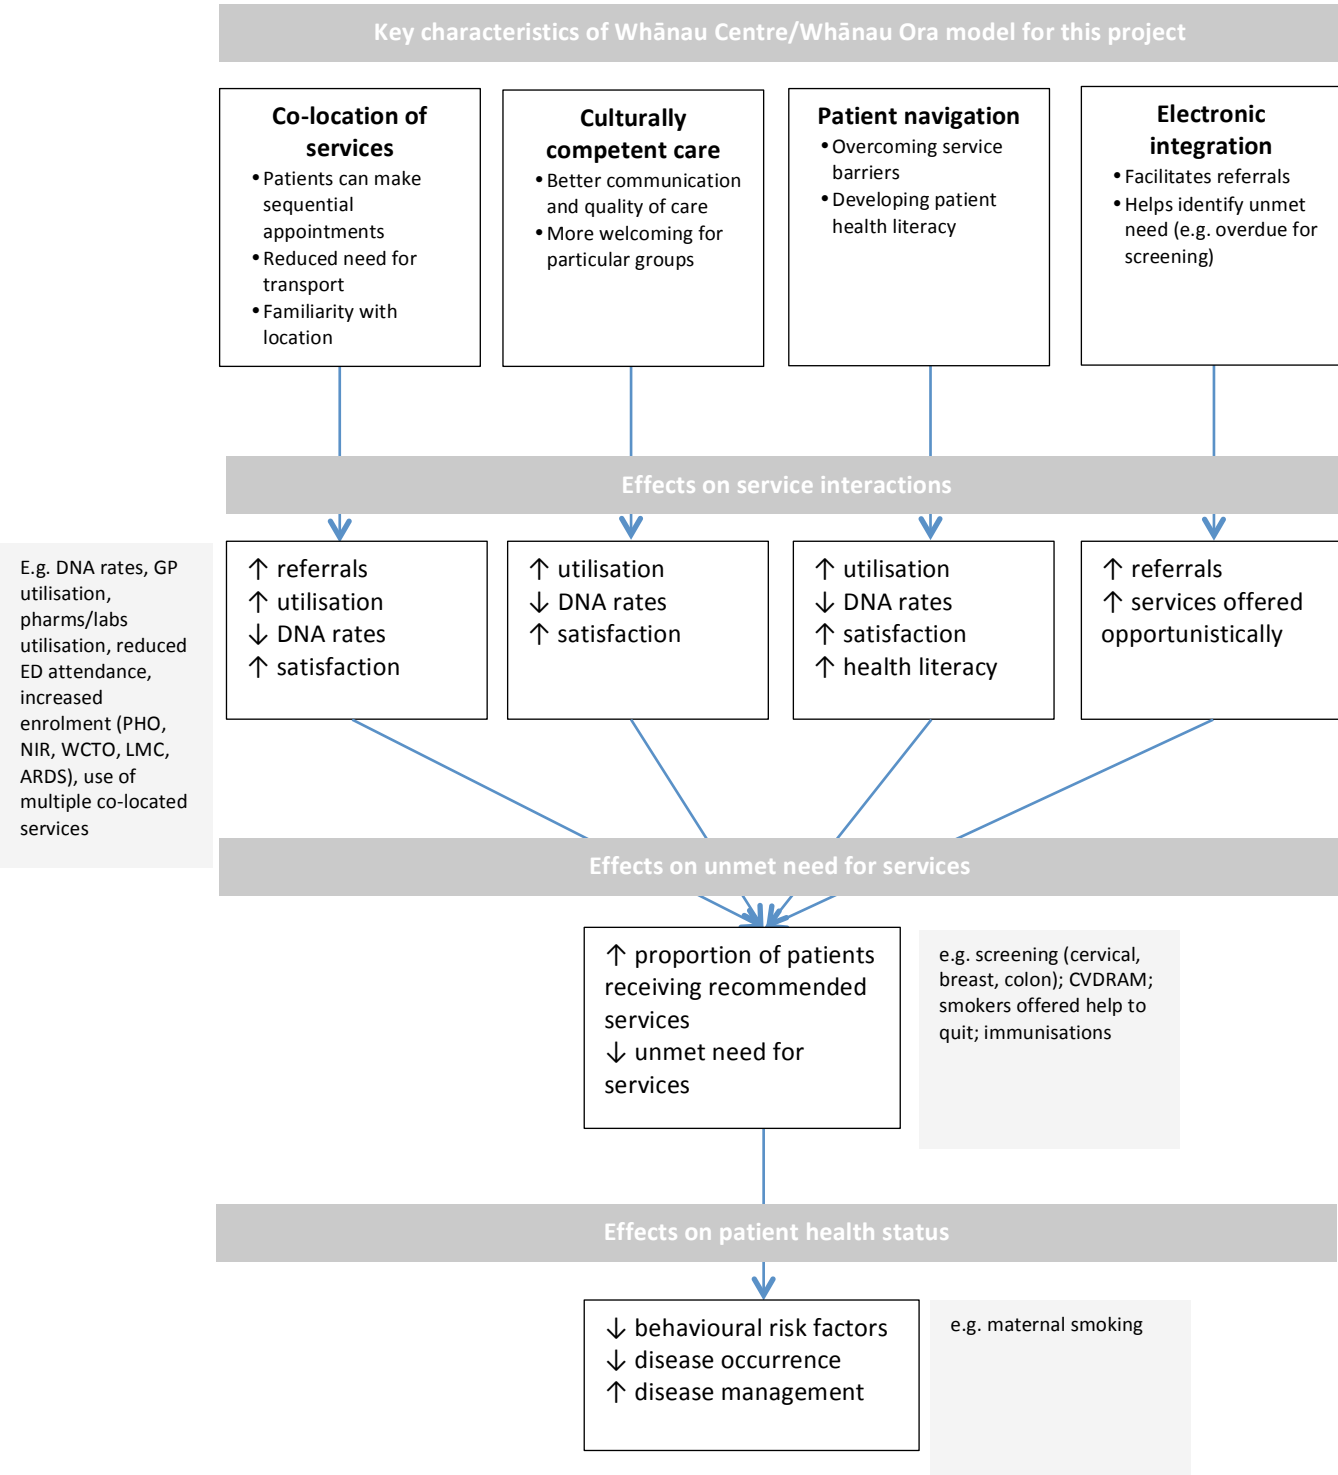 Key characteristics of Whānau Centre/Whānau Ora model for this project
Co-location of
services
• Patients can make
sequential
appointments
• Reduced need for
transport
• Familiarity with
location
Culturally
competent care
• Better communication
and quality of care
• More welcoming for
particular groups
Patient navigation
• Overcoming service
barriers
• Developing patient
health literacy
Electronic
integration
• Facilitates referrals
• Helps identify unmet
need (e.g. overdue for
screening)
Effects on service interactions
E.g. DNA rates, GP
utilisation,
pharms/labs
utilisation, reduced
ED attendance,
increased
enrolment (PHO,
NIR, WCTO, LMC,
ARDS), use of
multiple co-located
services
↑ referrals
↑ utilisation
↓ DNA rates
↑ satisfaction
↑ utilisation
↓ DNA rates
↑ satisfaction
↑ utilisation
↓ DNA rates
↑ satisfaction
↑ health literacy
↑ referrals
↑ services offered
opportunistically
Effects on unmet need for services
↑ proportion of patients
receiving recommended
services
↓ unmet need for
services
e.g. screening (cervical,
breast, colon); CVDRAM;
smokers offered help to
quit; immunisations
Effects on patient health status
↓ behavioural risk factors
↓ disease occurrence
↑ disease management
e.g. maternal smoking